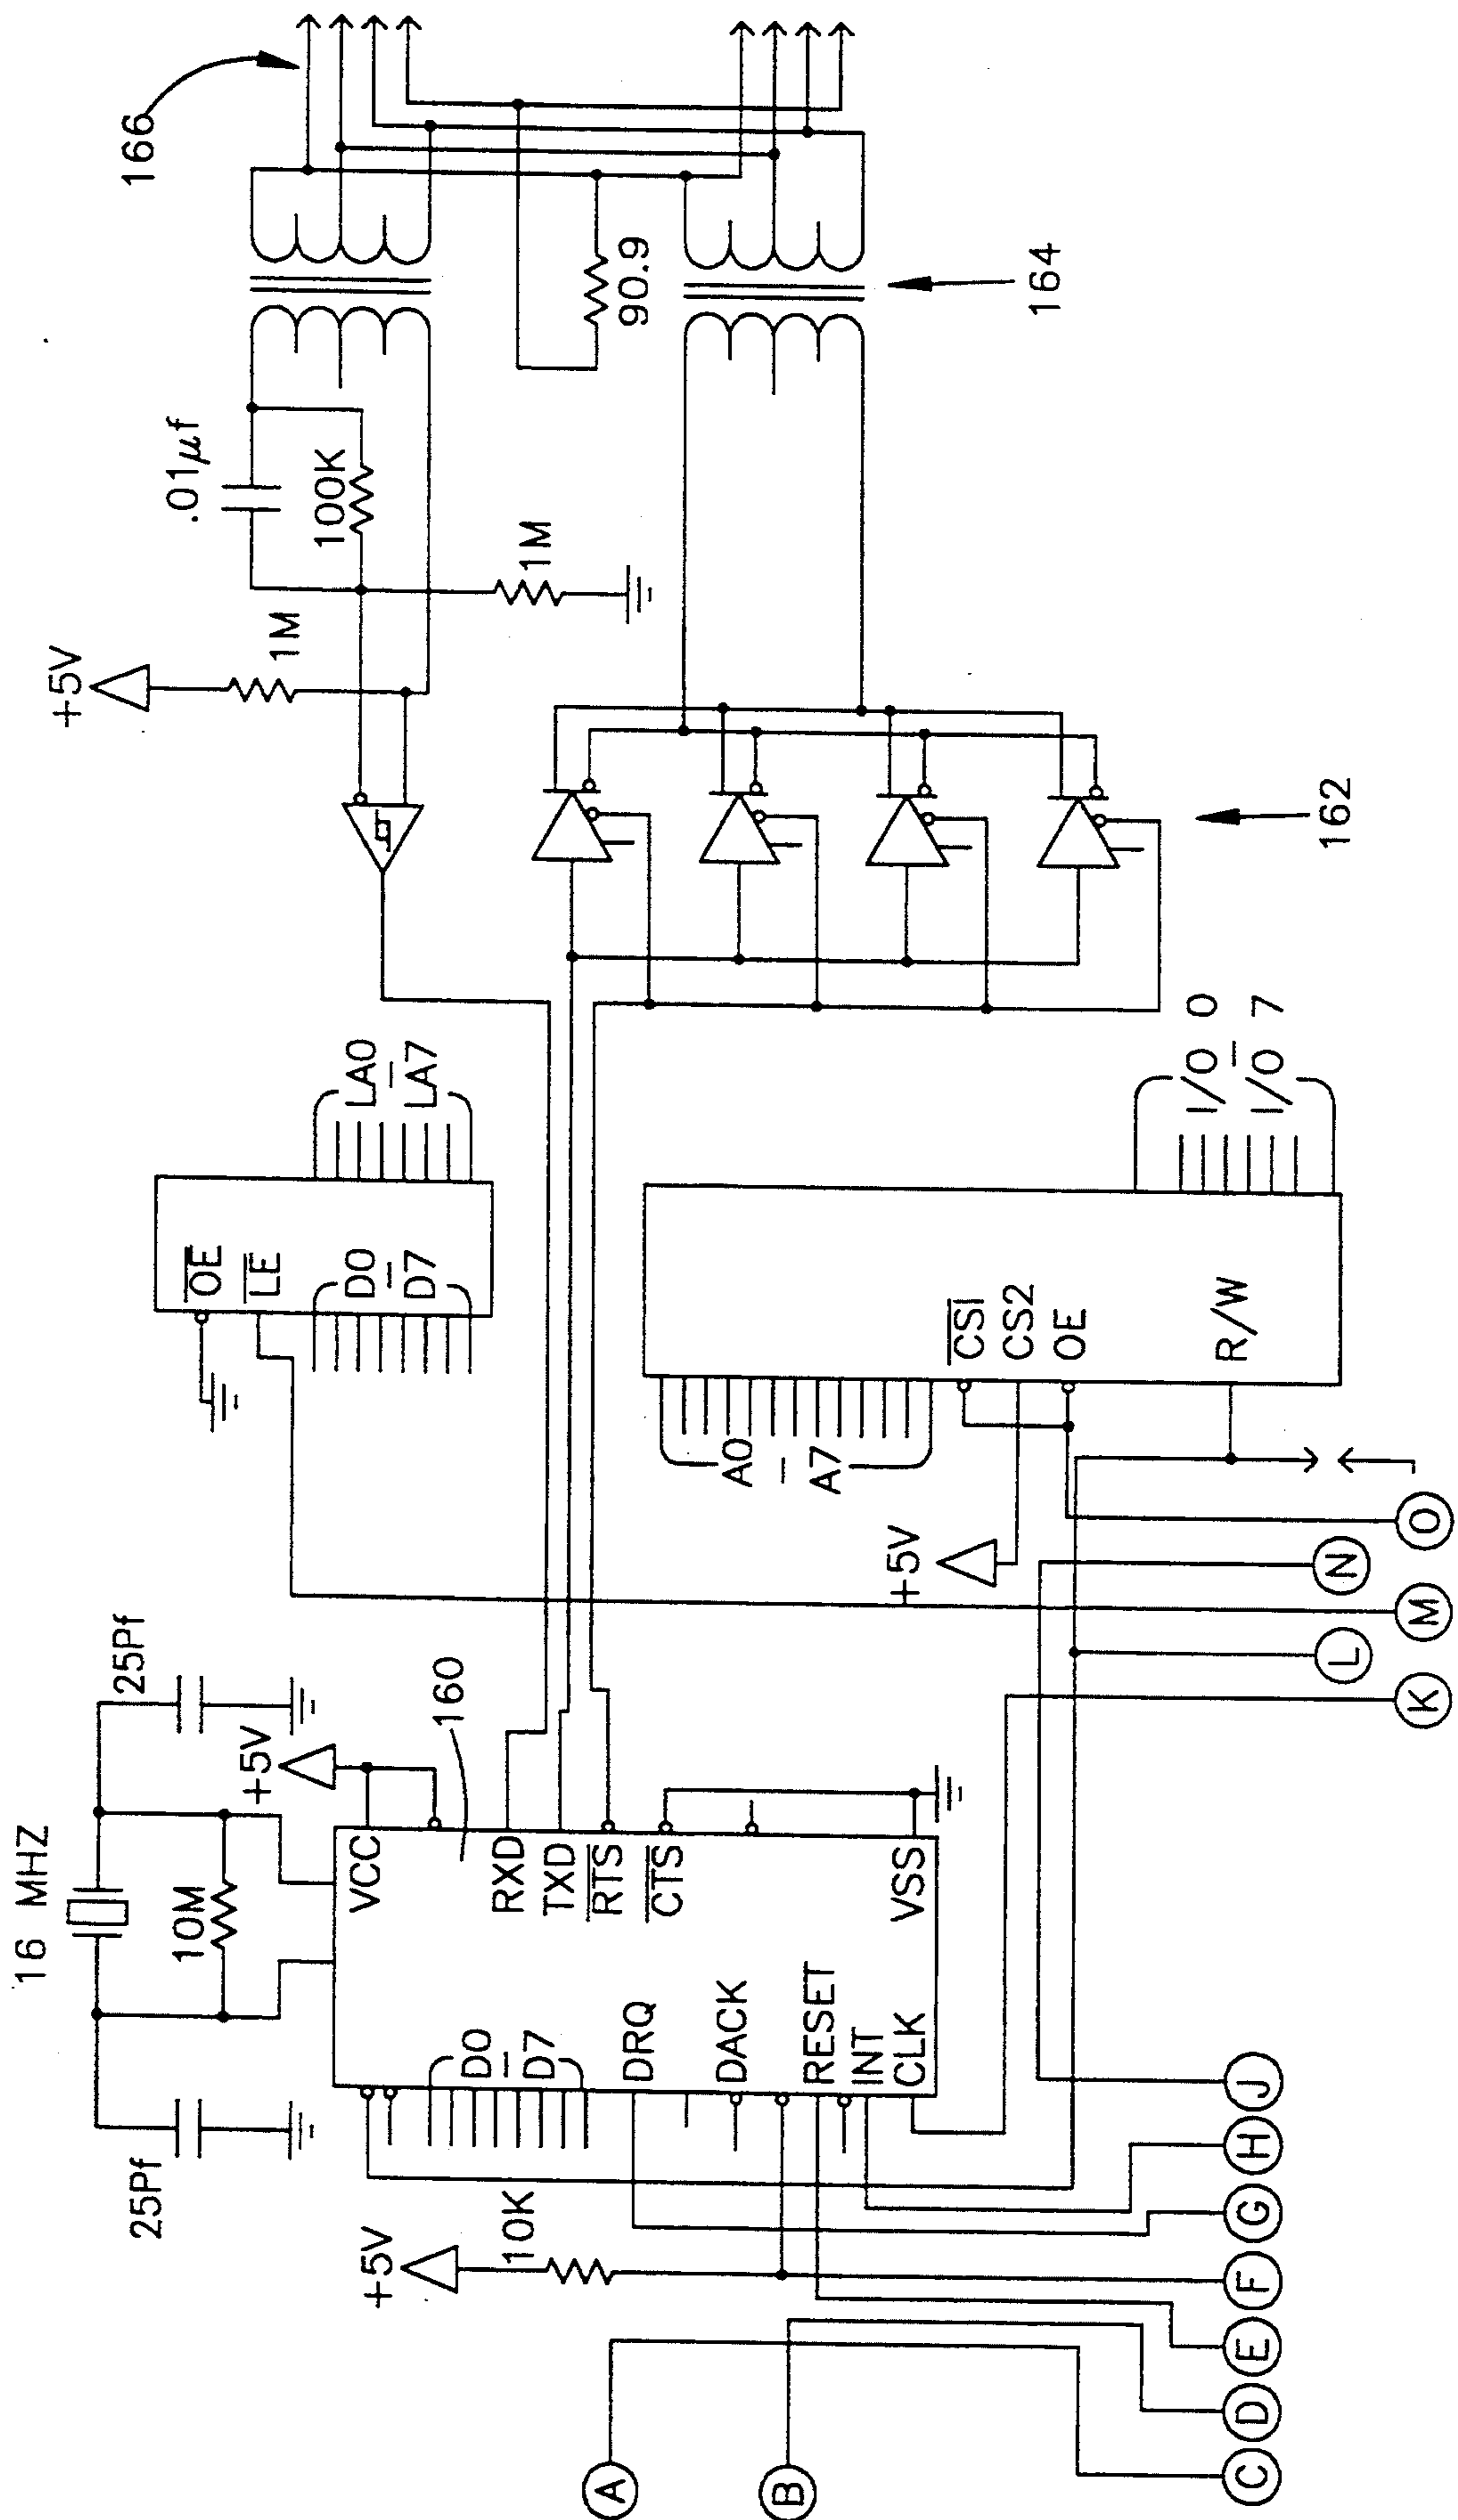 16 MHZ
25Pf
25Pf
10M
+5V
VCC
160
RXD
TXD
RTS
CTS
VSS
D0
–
D7
DRQ
DACK
RESET
INT
CLK
+5V
10K
A
B
C
D
E
F
G
H
J
K
L
M
N
O
OE
LE
D0
–
D7
LA0
–
LA7
A0
–
A7
+5V
CS1
CS2
OE
R/W
I/O 0
–
I/O 7
+5V
1M
.01µf
100K
1M
90.9
162
164
166